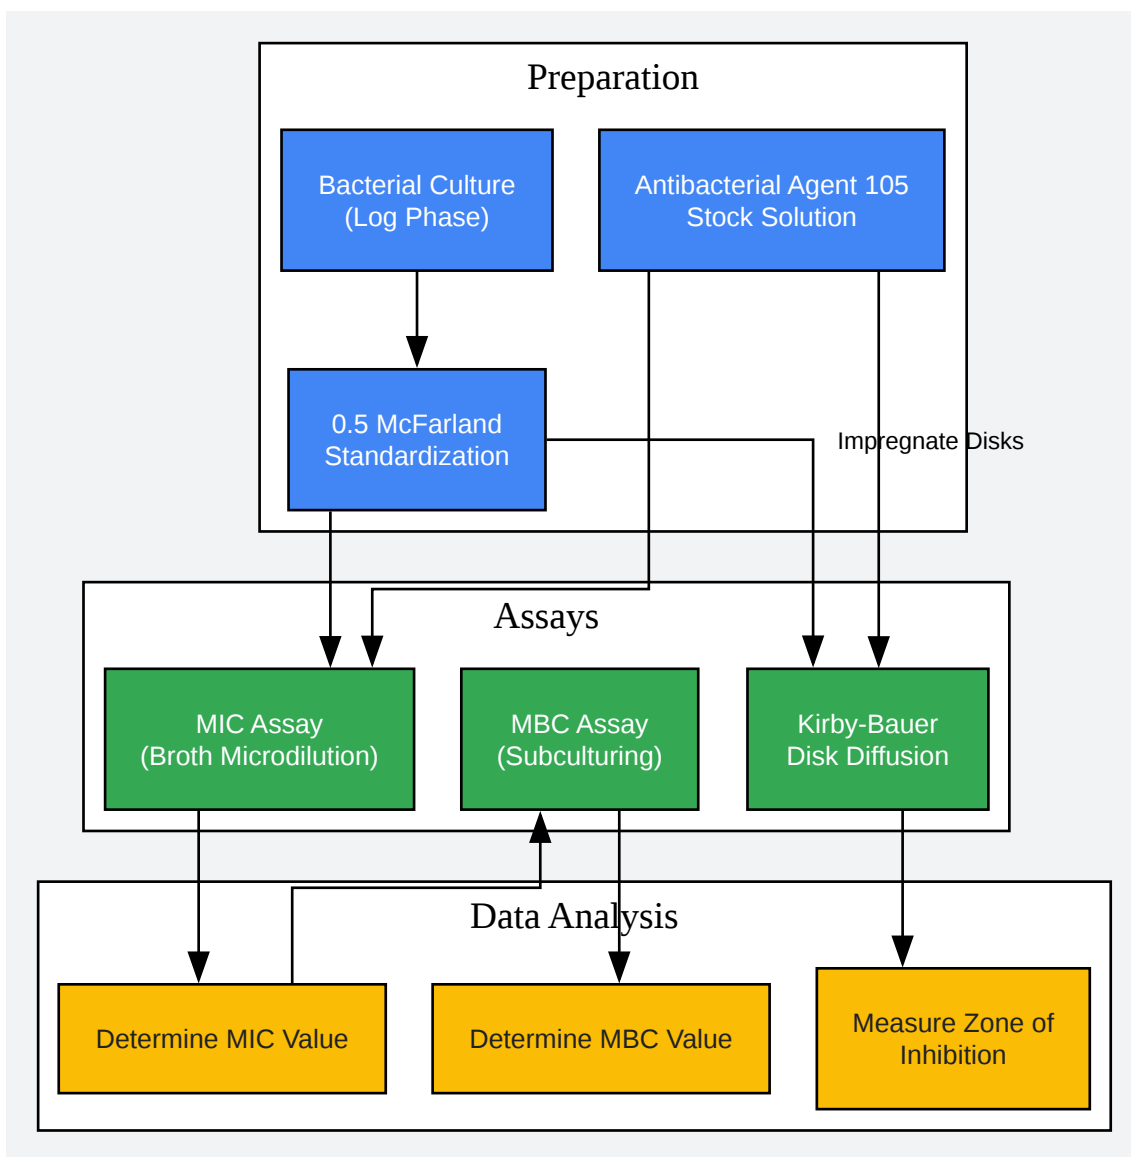 Preparation
Bacterial Culture
(Log Phase)
Antibacterial Agent 105
Stock Solution
0.5 McFarland
Standardization
Impregnate Disks
Assays
MIC Assay
(Broth Microdilution)
MBC Assay
(Subculturing)
Kirby-Bauer
Disk Diffusion
Data Analysis
Determine MIC Value
Determine MBC Value
Measure Zone of
Inhibition